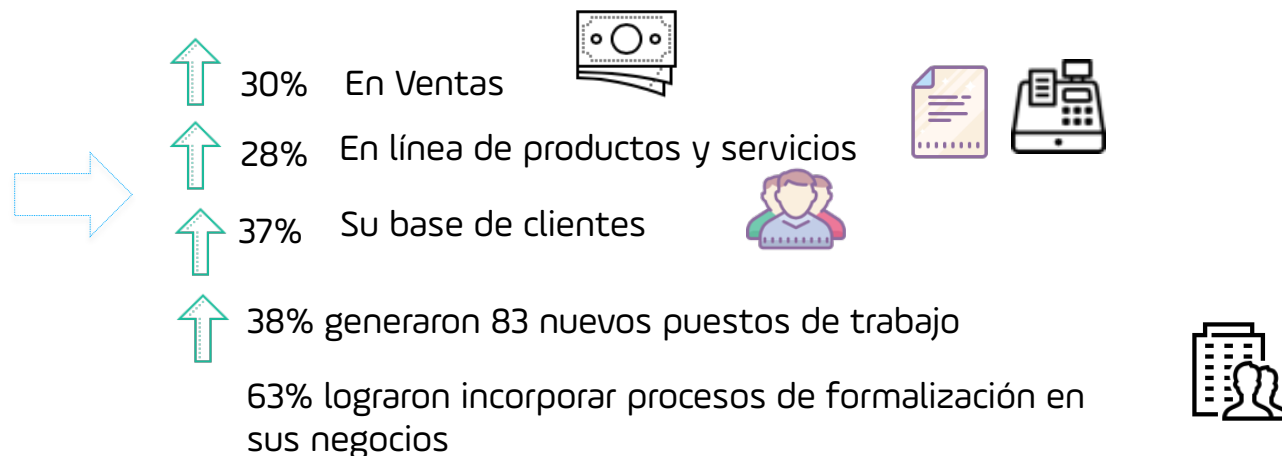 30% En Ventas
28% En línea de productos y servicios
37% Su base de clientes
38% generaron 83 nuevos puestos de trabajo
63% lograron incorporar procesos de formalización en
sus negocios